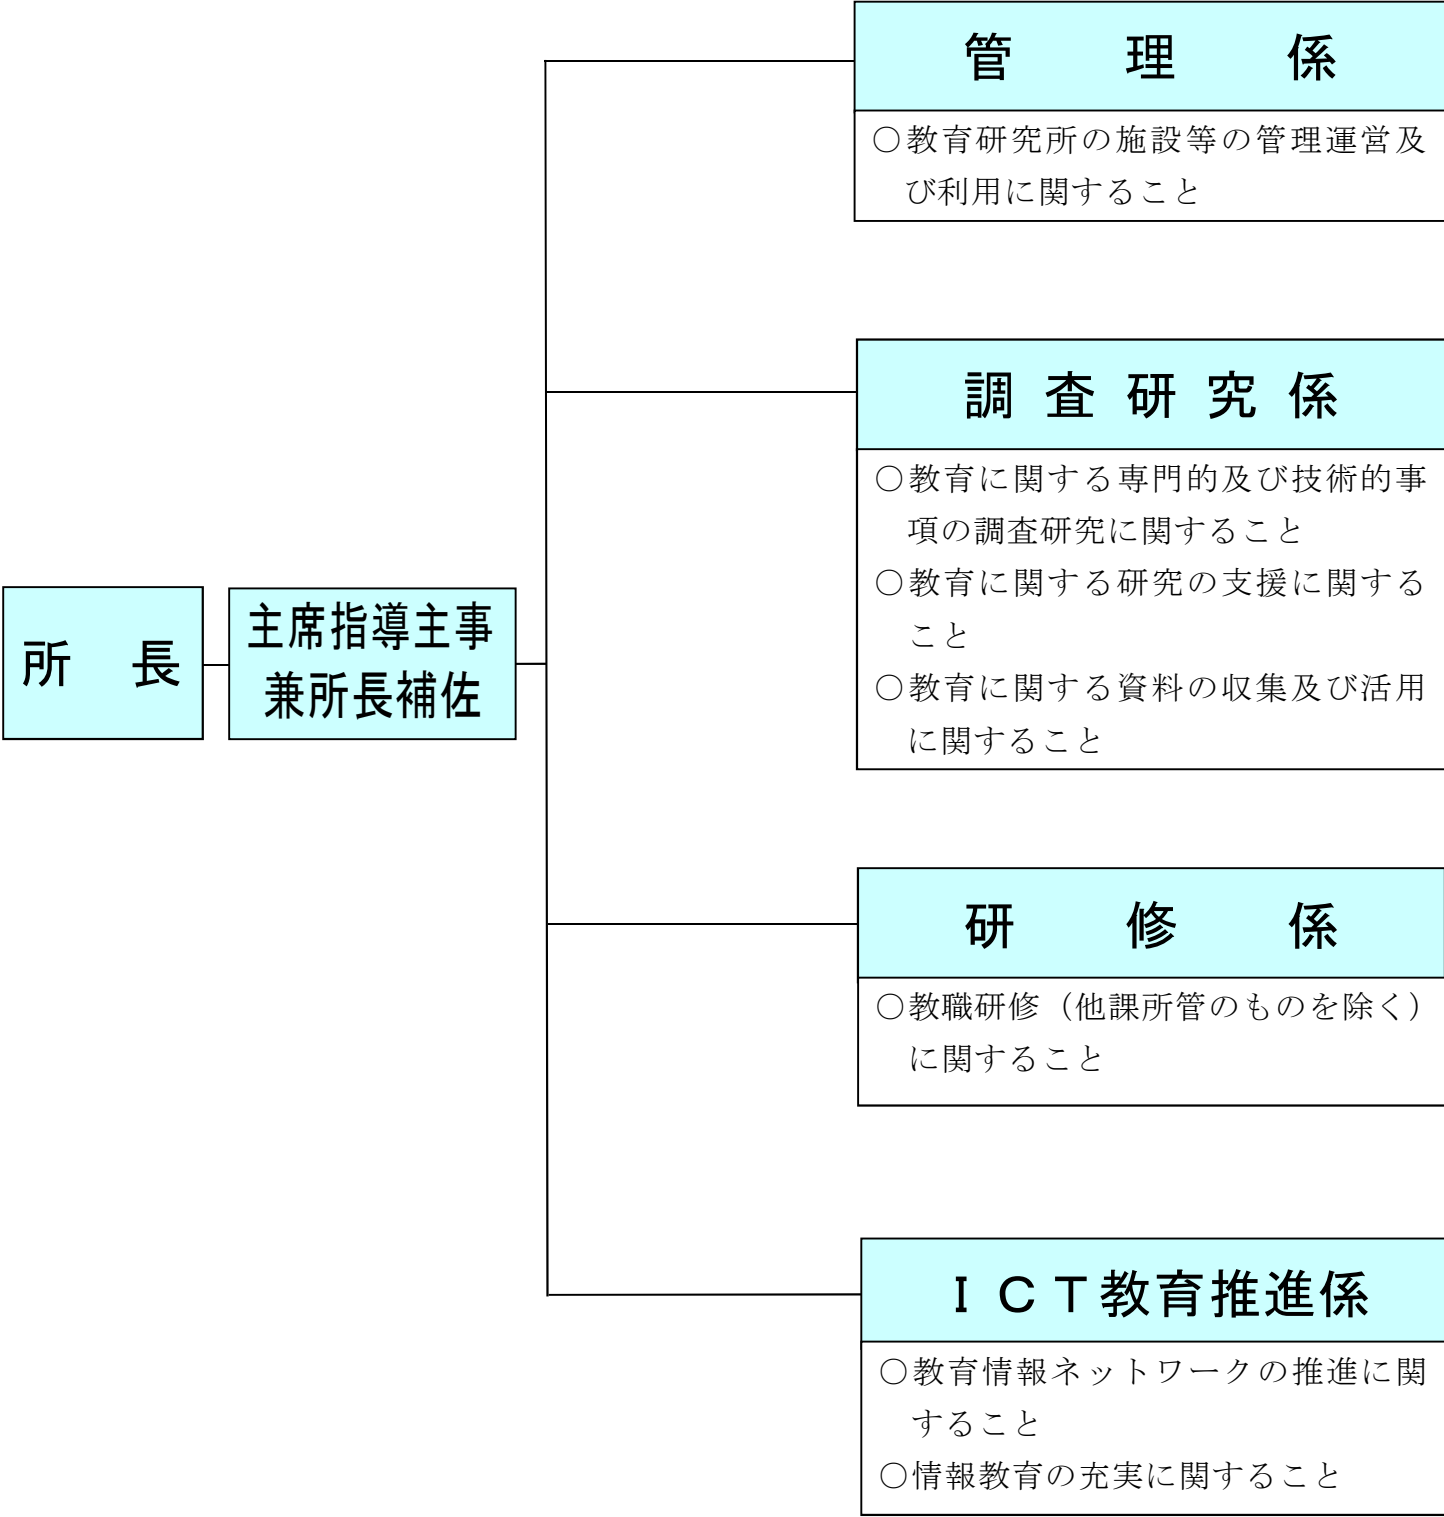 管理係
○教育研究所の施設等の管理運営及
び利用に関すること
調査研究係
○教育に関する専門的及び技術的事
項の調査研究に関すること
○教育に関する研究の支援に関する
こと
○教育に関する資料の収集及び活用
に関すること
所長
主席指導主事
兼所長補佐
研修係
○教職研修（他課所管のものを除く）
に関すること
ＩＣＴ教育推進係
○教育情報ネットワークの推進に関
すること
○情報教育の充実に関すること